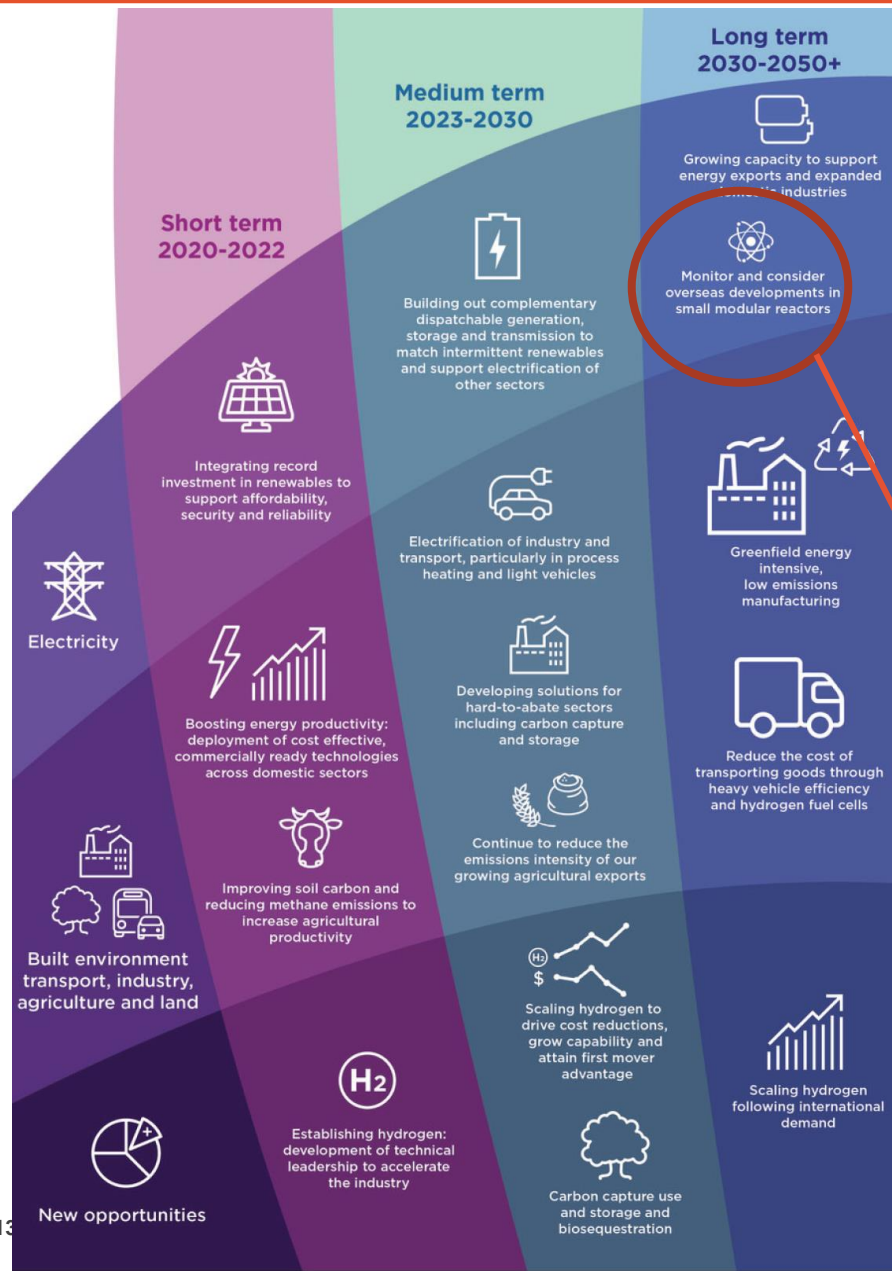 Long term
2030-2050+
Medium term
2023-2030
Short term
2020-2022
Growing capacity to support
energy exports and expanded
domestic industries
Monitor and consider
overseas developments in
small modular reactors
Building out complementary
dispatchable generation,
storage and transmission to
match intermittent renewables
and support electrification of
other sectors
Integrating record
investment in renewables to
support affordability,
security and reliability
Electrification of industry and
transport, particularly in process
heating and light vehicles
Greenfield energy
intensive,
low emissions
manufacturing
Electricity
Boosting energy productivity:
deployment of cost effective,
commercially ready technologies
across domestic sectors
Developing solutions for
hard-to-abate sectors
including carbon capture
and storage
Reduce the cost of
transporting goods through
heavy vehicle efficiency
and hydrogen fuel cells
Improving soil carbon and
reducing methane emissions to
increase agricultural
productivity
Continue to reduce the
emissions intensity of our
growing agricultural exports
Built environment
transport, industry,
agriculture and land
H2
$
Scaling hydrogen to
drive cost reductions,
grow capability and
attain first mover
advantage
Scaling hydrogen
following international
demand
H2
Establishing hydrogen:
development of technical
leadership to accelerate
the industry
Carbon capture use
and storage and
biosequestration
New opportunities
13